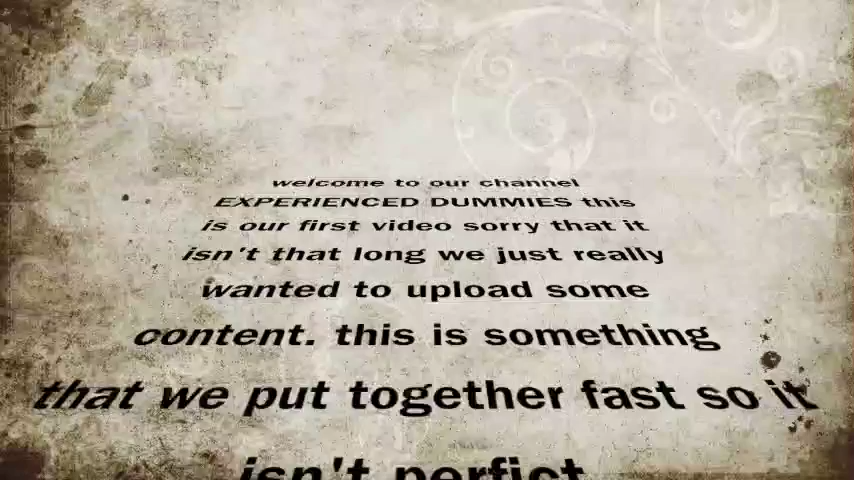 welcome to our channel
EXPERIENCED DUMMIES this
is our first video sorry that it
isn't that long we just really
wanted to upload some
content. this is something
that we put together fast so it
isn't perfict